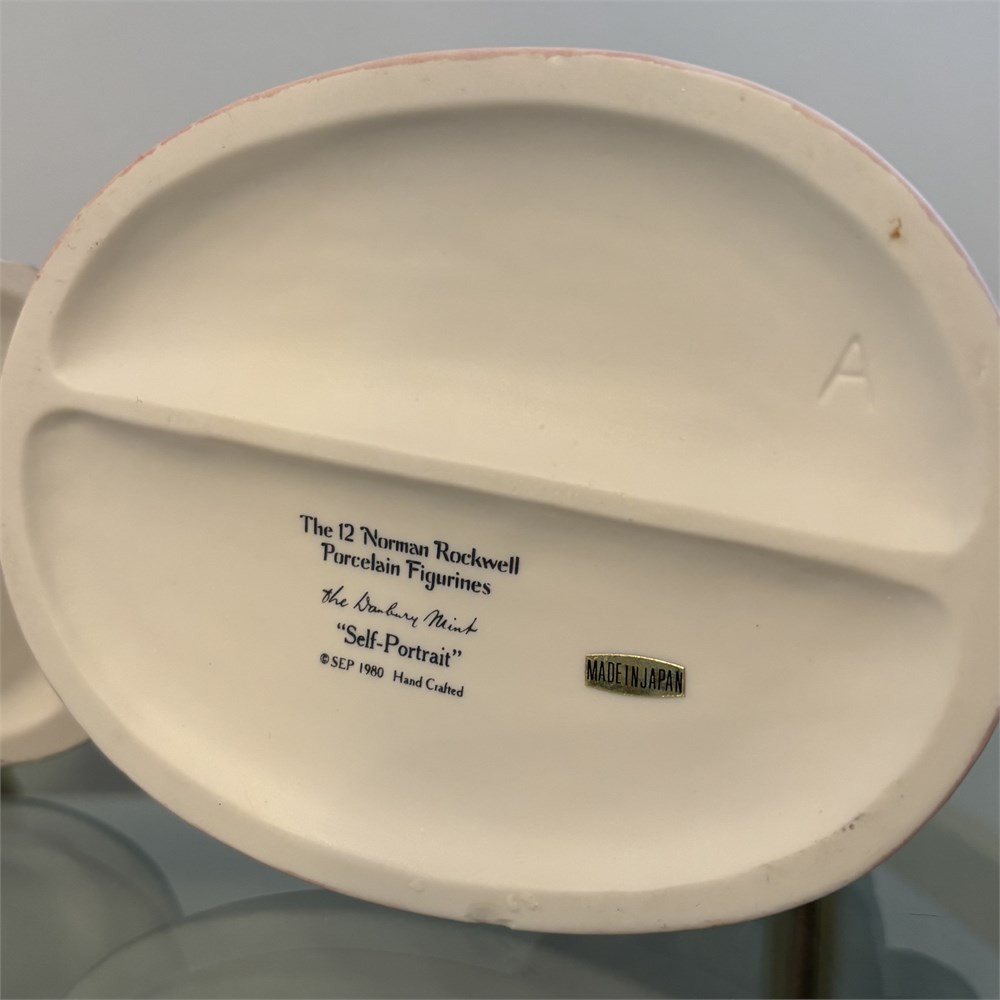 A
The 12 Norman Rockwell
Porcelain Figurines
the Danbury Mint
“Self-Portrait”
© SEP 1980 Hand Crafted
MADE IN JAPAN